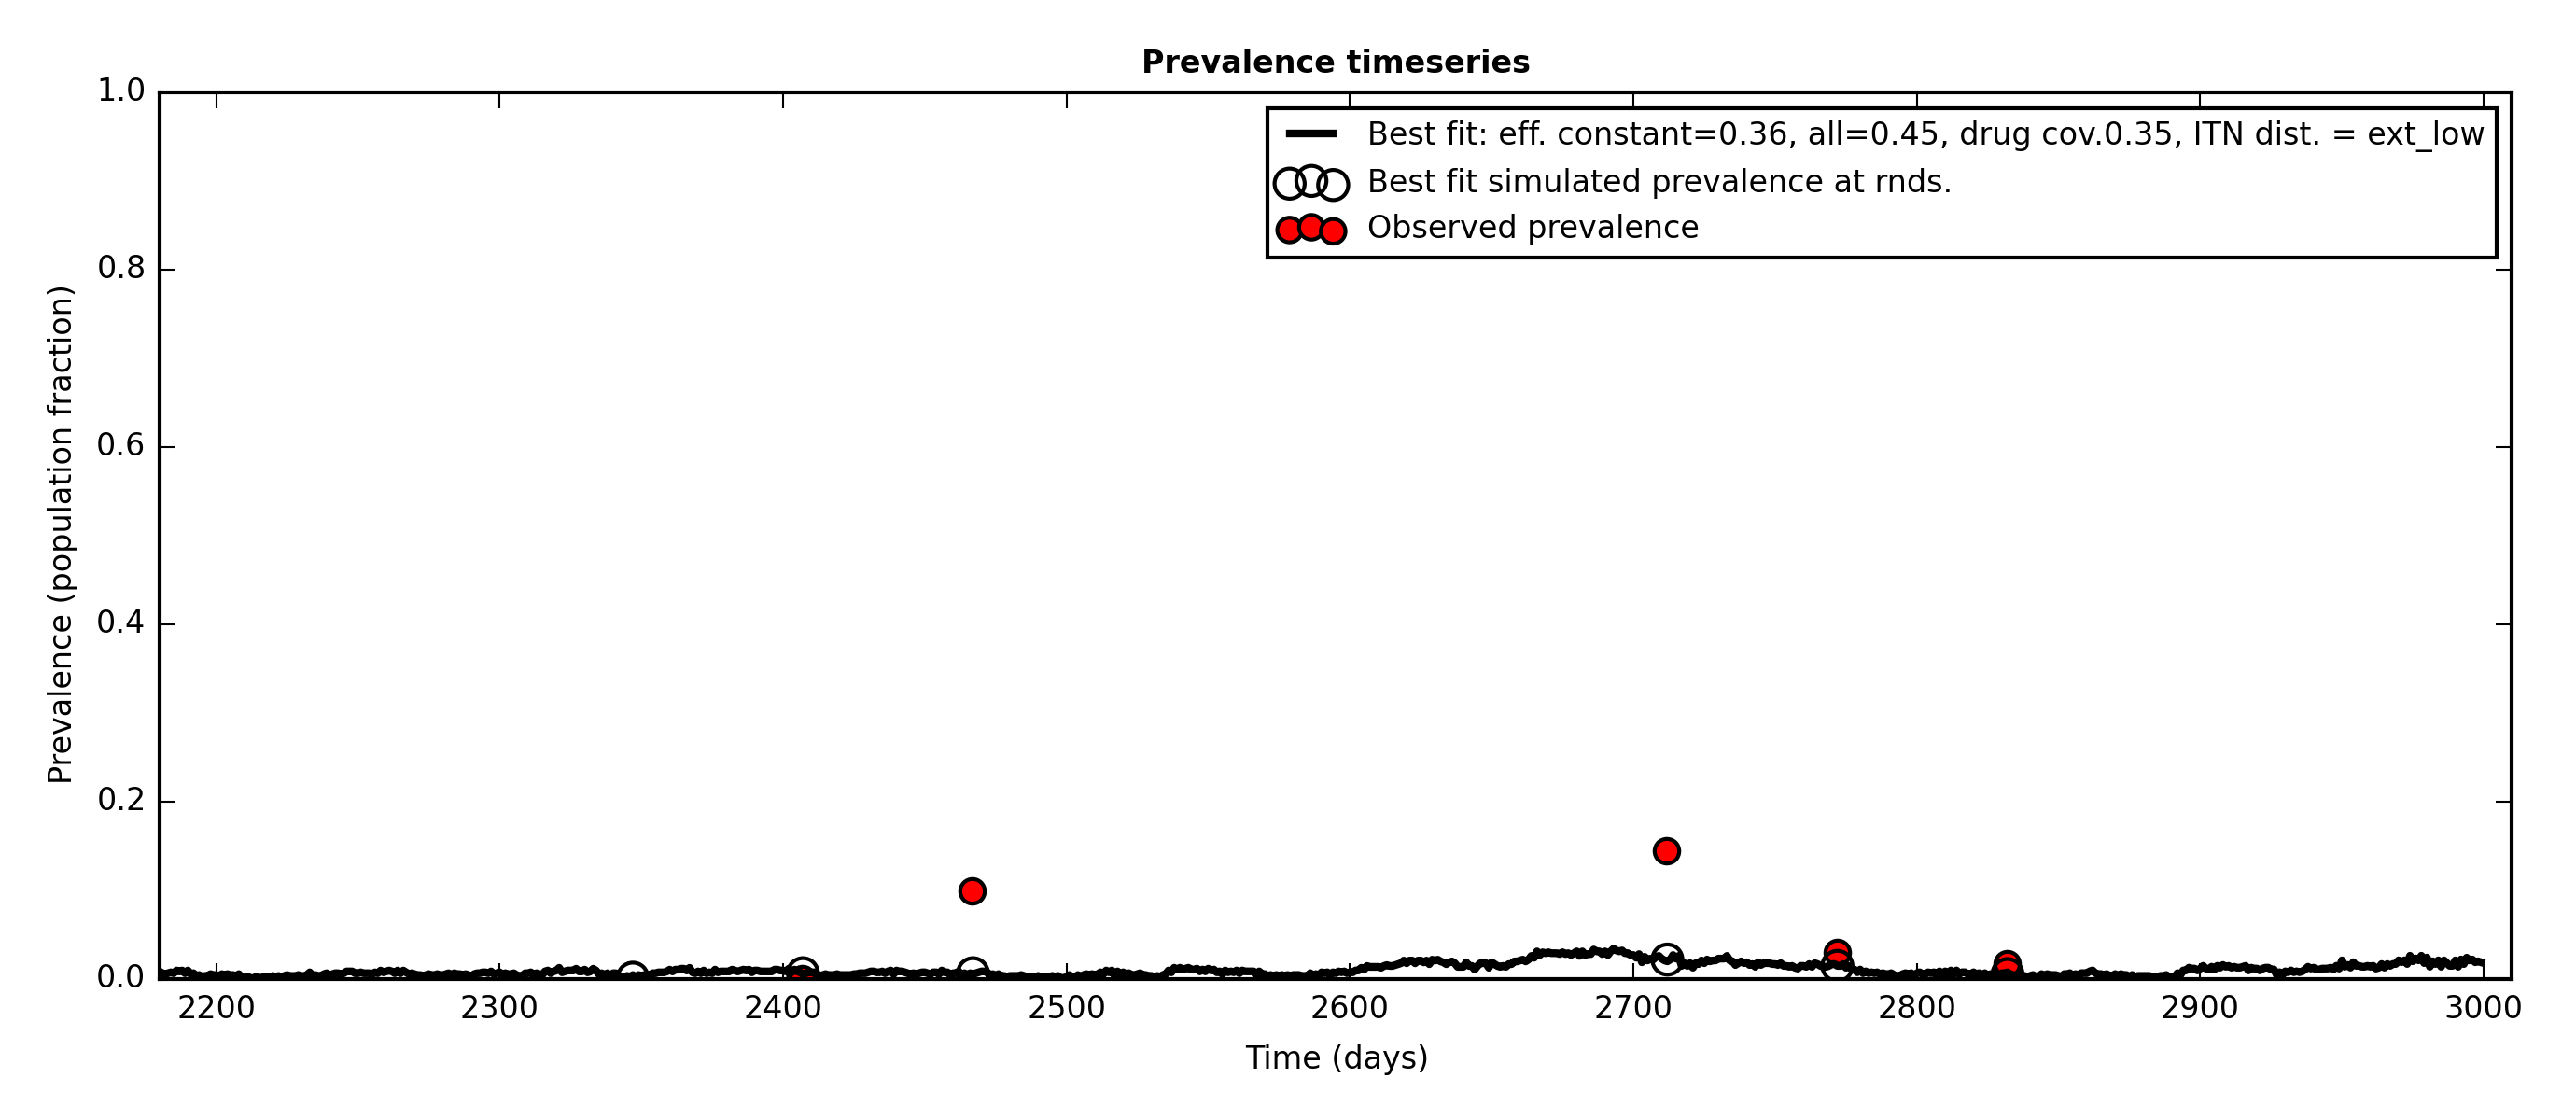 Prevalence timeseries
1.0
0.8
0.6
0.4
0.2
0.0
Prevalence (population fraction)
Best fit: eff. constant=0.36, all=0.45, drug cov.0.35, ITN dist. = ext_low
Best fit simulated prevalence at rnds.
Observed prevalence
2200 2300 2400 2500 2600 2700 2800 2900 3000
Time (days)